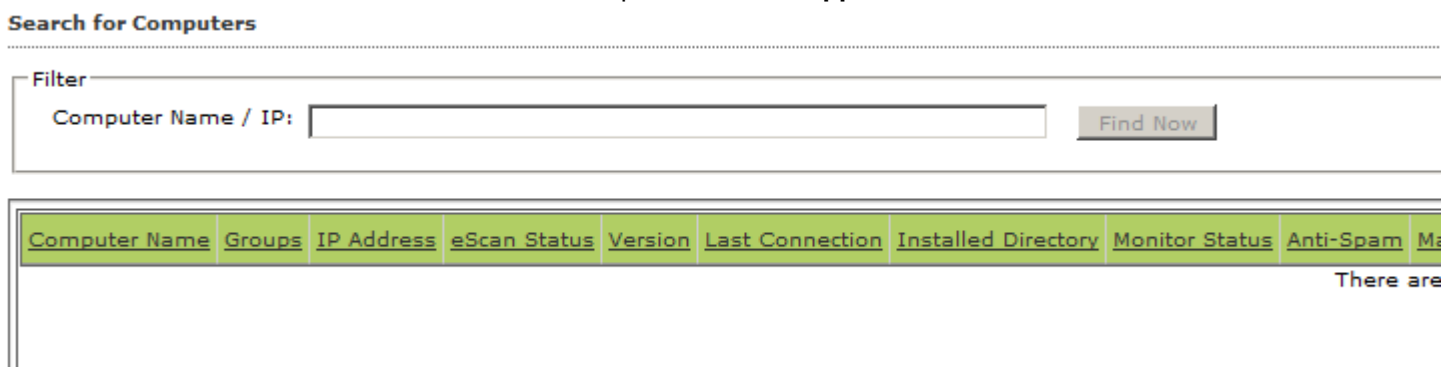 Search for Computers
Filter
Computer Name / IP:
Find Now
Computer Name Groups IP Address eScan Status Version Last Connection Installed Directory Monitor Status Anti-Spam Ma
There are